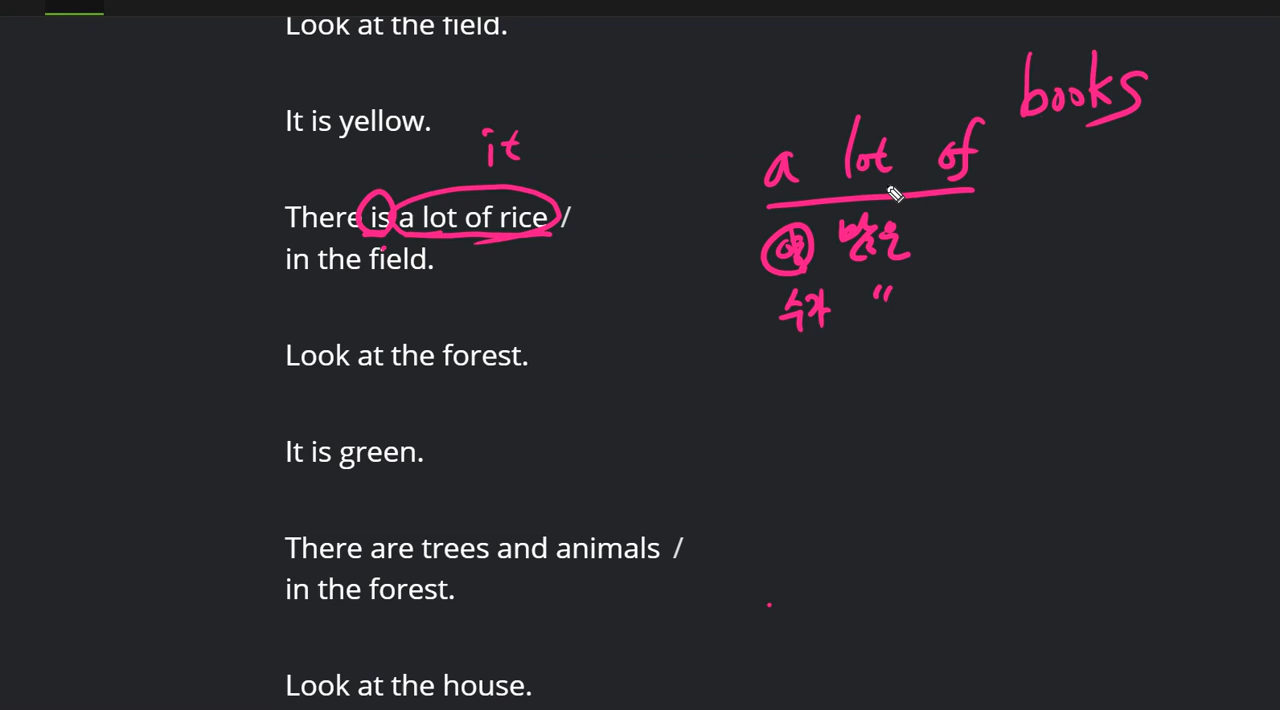 Look at the field.
It is yellow.
it
There is a lot of rice /
in the field.
a lot of books
양 많은
수가 "
Look at the forest.
It is green.
There are trees and animals /
in the forest.
Look at the house.